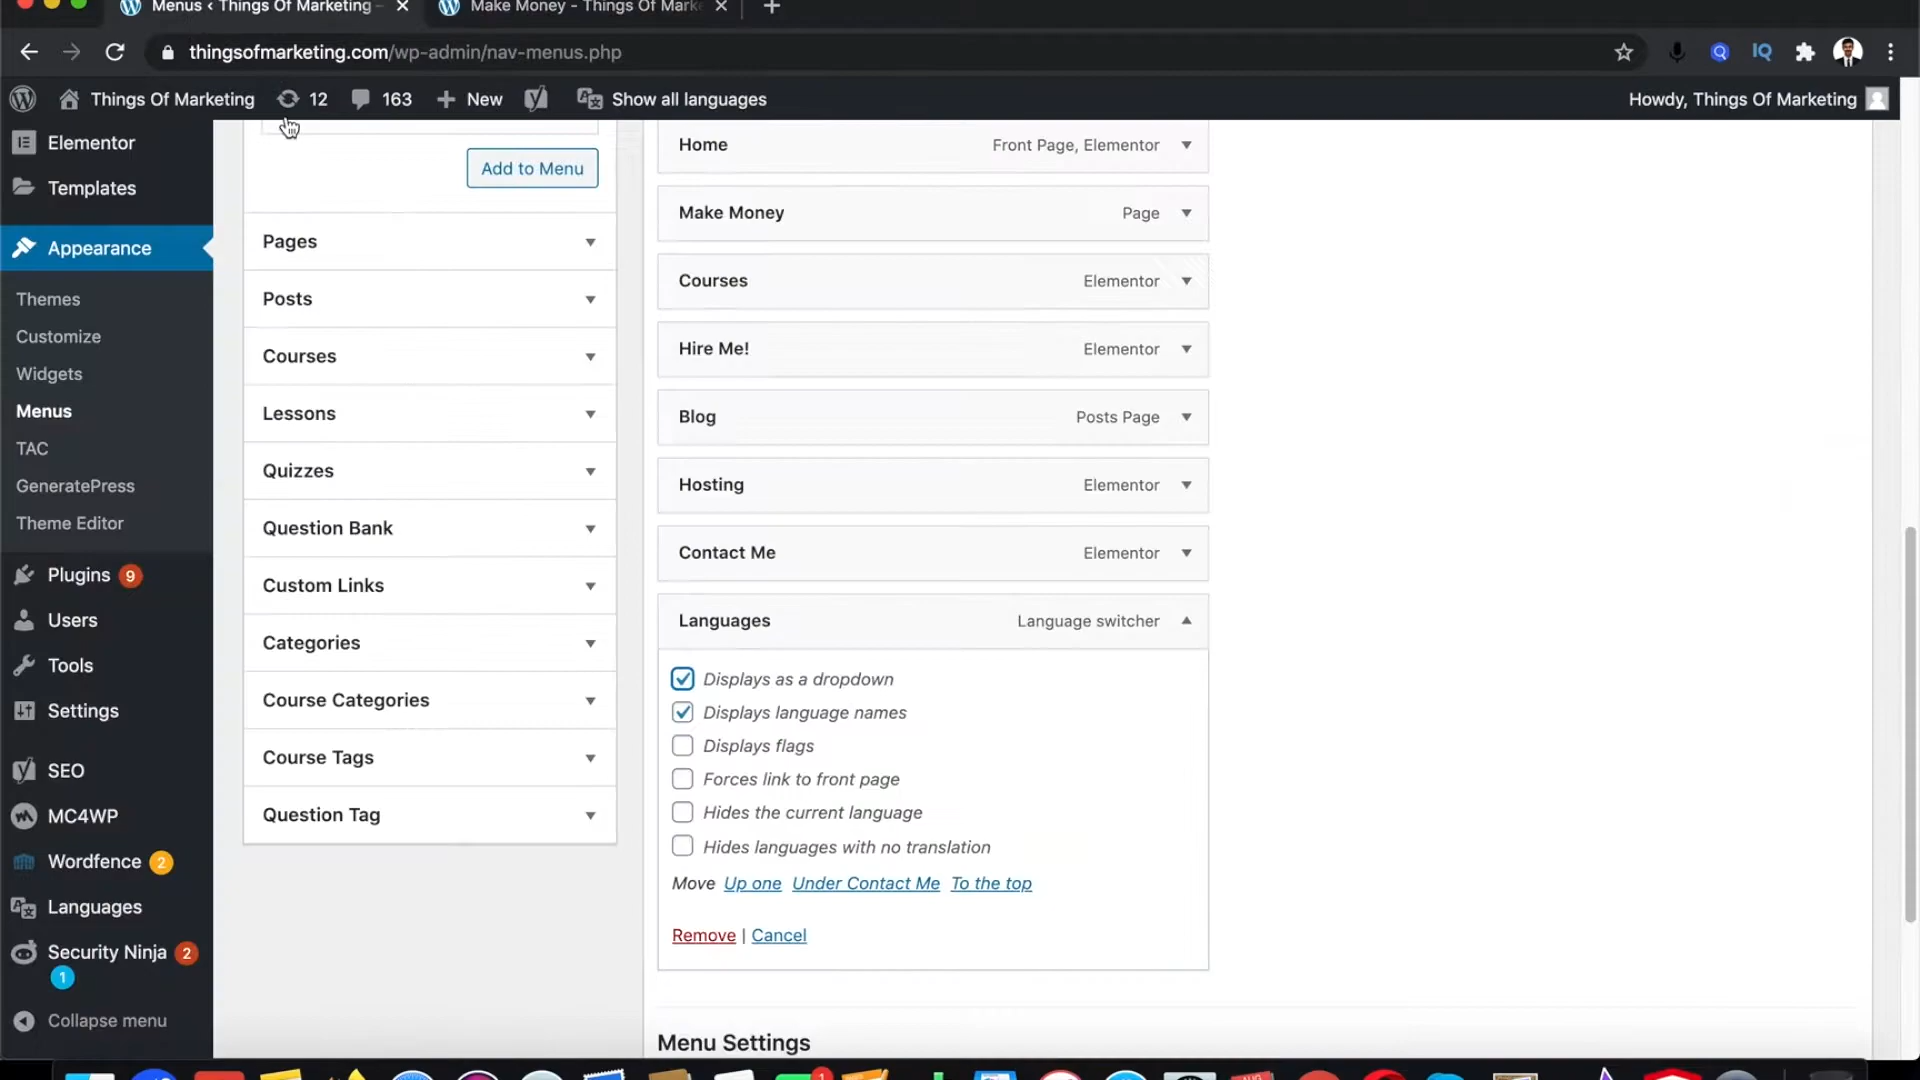 Menus ‹ Things Of Marketing -
Make Money - Things Of Mark
thingsofmarketing.com/wp-admin/nav-menus.php
IQ
Things Of Marketing
12
163
New
Show all languages
Howdy, Things Of Marketing
Elementor
Templates
Appearance
Themes
Customize
Widgets
Menus
TAC
GeneratePress
Theme Editor
Plugins 9
Users
Tools
Settings
SEO
MC4WP
Wordfence 2
Languages
Security Ninja 2
1
Collapse menu
Add to Menu
Pages
Posts
Courses
Lessons
Quizzes
Question Bank
Custom Links
Categories
Course Categories
Course Tags
Question Tag
Home Front Page, Elementor
Make Money Page
Courses Elementor
Hire Me! Elementor
Blog Posts Page
Hosting Elementor
Contact Me Elementor
Languages Language switcher
Displays as a dropdown
Displays language names
Displays flags
Forces link to front page
Hides the current language
Hides languages with no translation
Move Up one Under Contact Me To the top
Remove | Cancel
Menu Settings
1